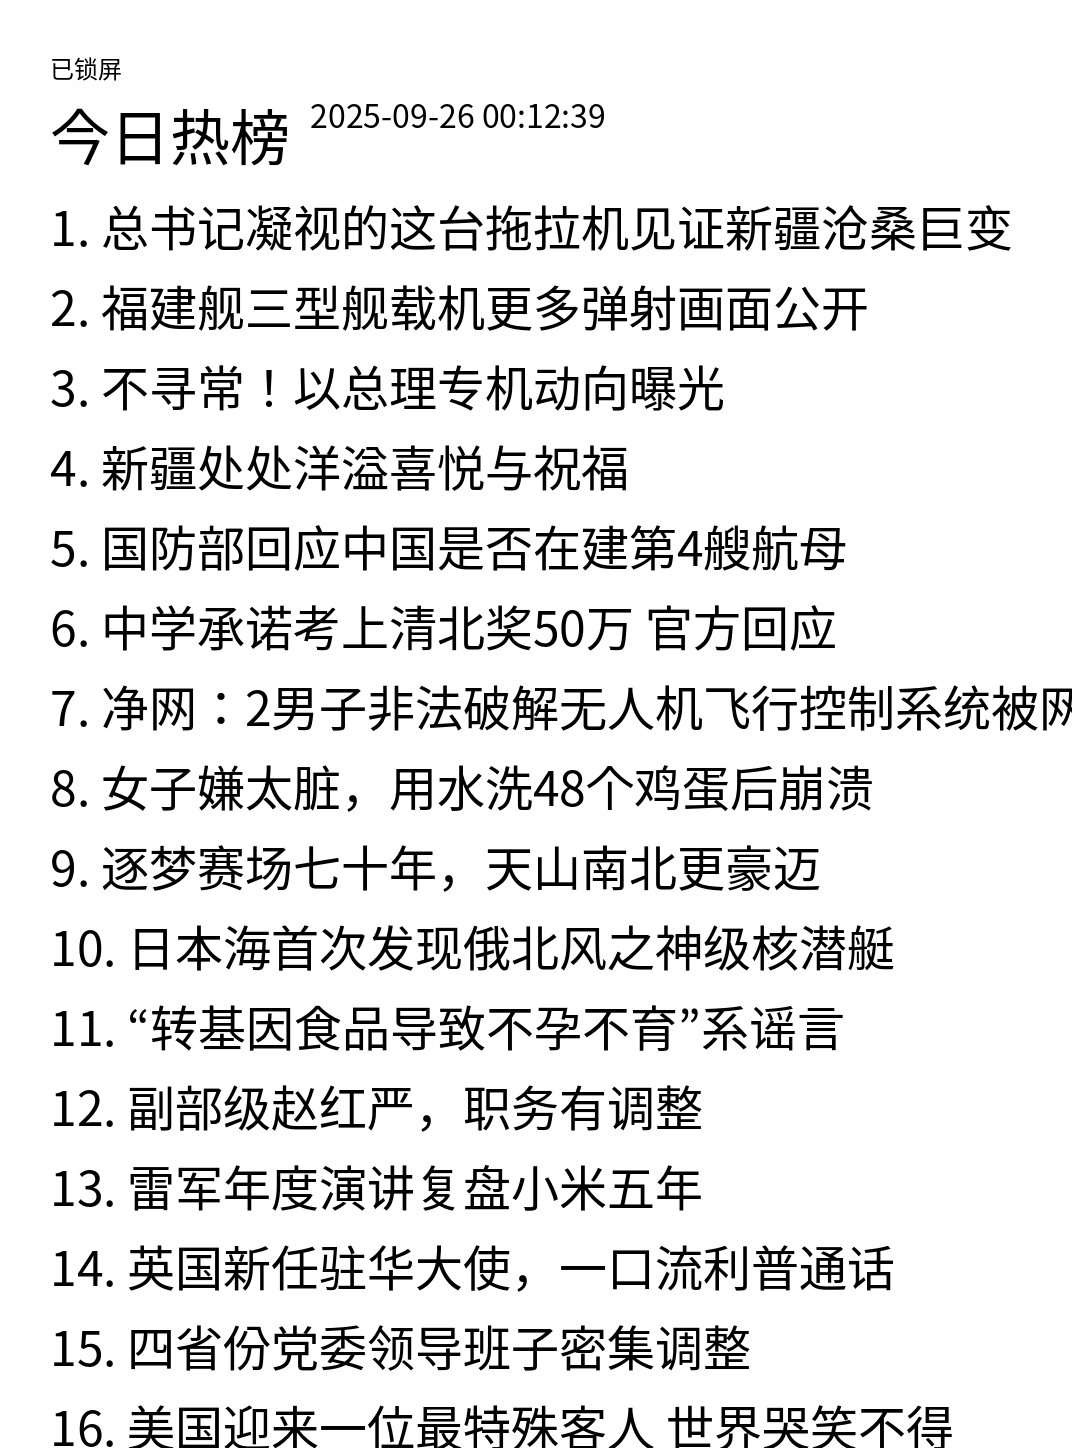 已锁屏
今日热榜 2025-09-26 00:12:39
1. 总书记凝视的这台拖拉机见证新疆沧桑巨变
2. 福建舰三型舰载机更多弹射画面公开
3. 不寻常！以总理专机动向曝光
4. 新疆处处洋溢喜悦与祝福
5. 国防部回应中国是否在建第4艘航母
6. 中学承诺考上清北奖50万 官方回应
7. 净网：2男子非法破解无人机飞行控制系统被网
8. 女子嫌太脏，用水洗48个鸡蛋后崩溃
9. 逐梦赛场七十年，天山南北更豪迈
10. 日本海首次发现俄北风之神级核潜艇
11. “转基因食品导致不孕不育”系谣言
12. 副部级赵红严，职务有调整
13. 雷军年度演讲复盘小米五年
14. 英国新任驻华大使，一口流利普通话
15. 四省份党委领导班子密集调整
16. 美国迎来一位最特殊客人 世界哭笑不得